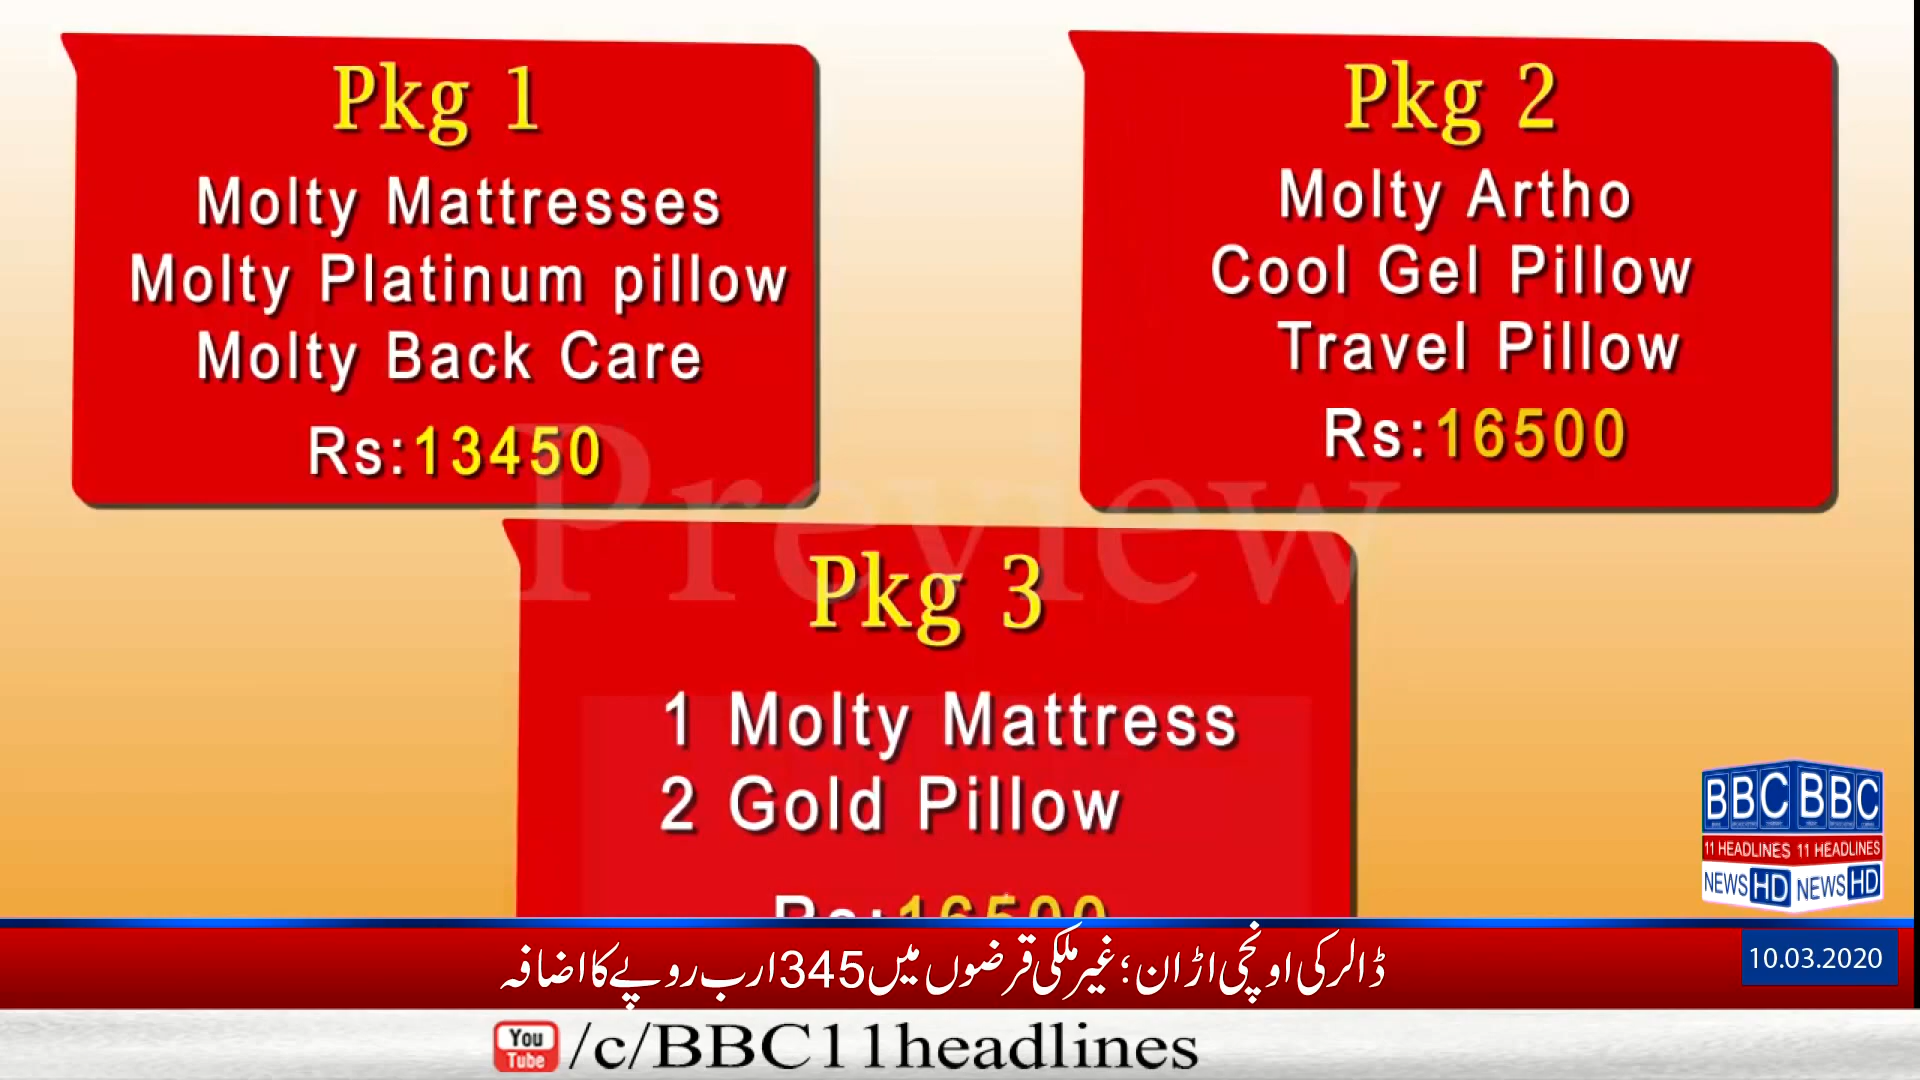 Pkg 1
Molty Mattresses
Molty Platinum pillow
Molty Back Care
Rs:13450
Pkg 2
Molty Artho
Cool Gel Pillow
Travel Pillow
Rs:16500
Preview
Pkg 3
1 Molty Mattress
2 Gold Pillow
Rs:16500
BBC BBC
11 HEADLINES 11 HEADLINES
NEWS HD NEWS HD
ڈالر کی اونچی اڑان؛ غیر ملکی قرضوں میں 345 ارب روپے کا اضافہ
10.03.2020
You Tube /c/BBC11headlines